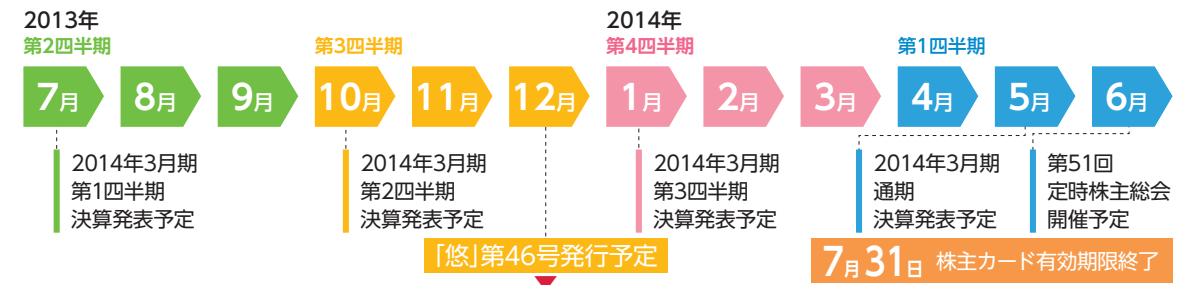 2013年
第2四半期
第3四半期
2014年
第4四半期
第1四半期
7月
8月
9月
10月
11月
12月
1月
2月
3月
4月
5月
6月
2014年3月期
第1四半期
決算発表予定
2014年3月期
第2四半期
決算発表予定
2014年3月期
第3四半期
決算発表予定
2014年3月期
通期
決算発表予定
第51回
定時株主総会
開催予定
「悠」第46号発行予定
7月31日 株主カード有効期限終了